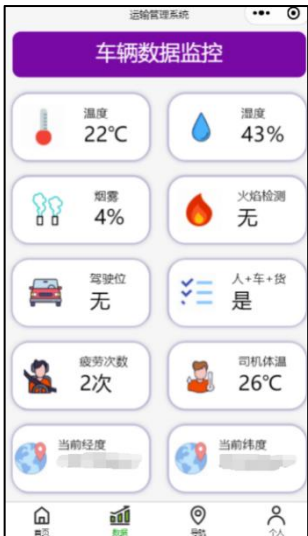 运输管理系统
车辆数据监控
温度
22℃
湿度
43%
烟雾
4%
火焰检测
无
驾驶位
无
人+车+货
是
疲劳次数
2次
司机体温
26℃
当前经度
当前纬度
首页
数据
导航
个人